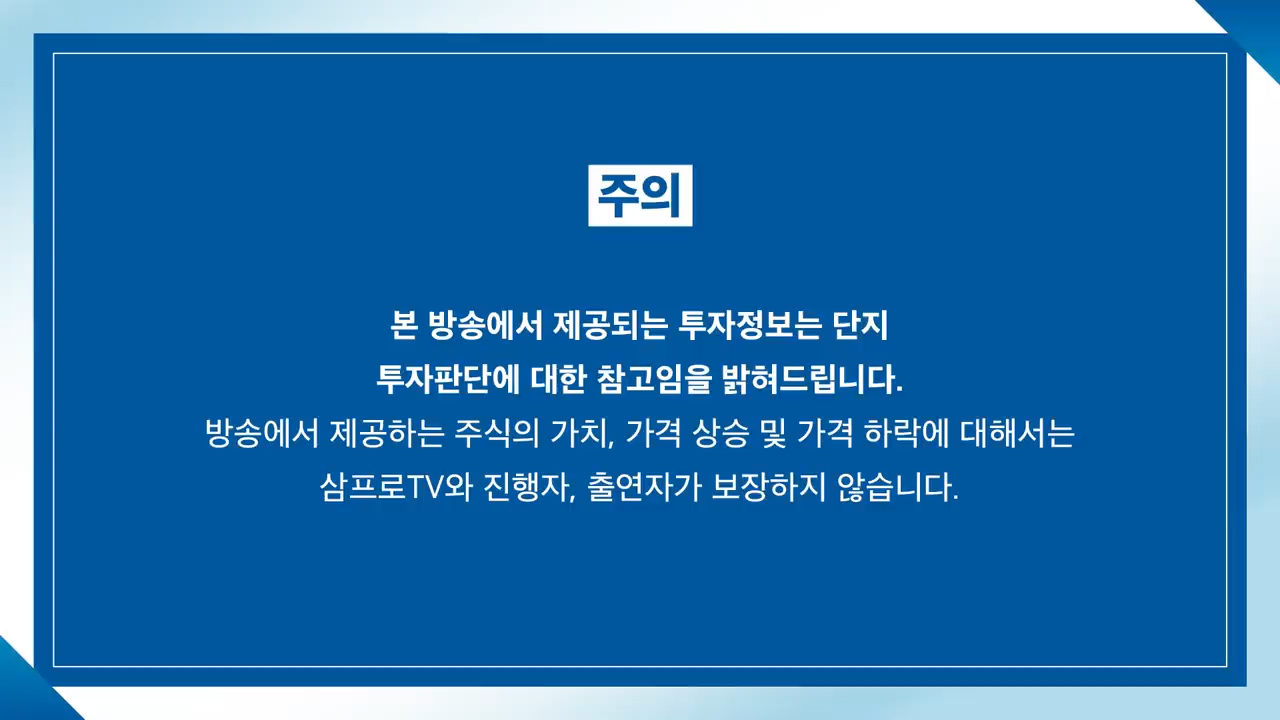 주의
본 방송에서 제공되는 투자정보는 단지
투자판단에 대한 참고임을 밝혀드립니다.
방송에서 제공하는 주식의 가치, 가격 상승 및 가격 하락에 대해서는
삼프로TV와 진행자, 출연자가 보장하지 않습니다.